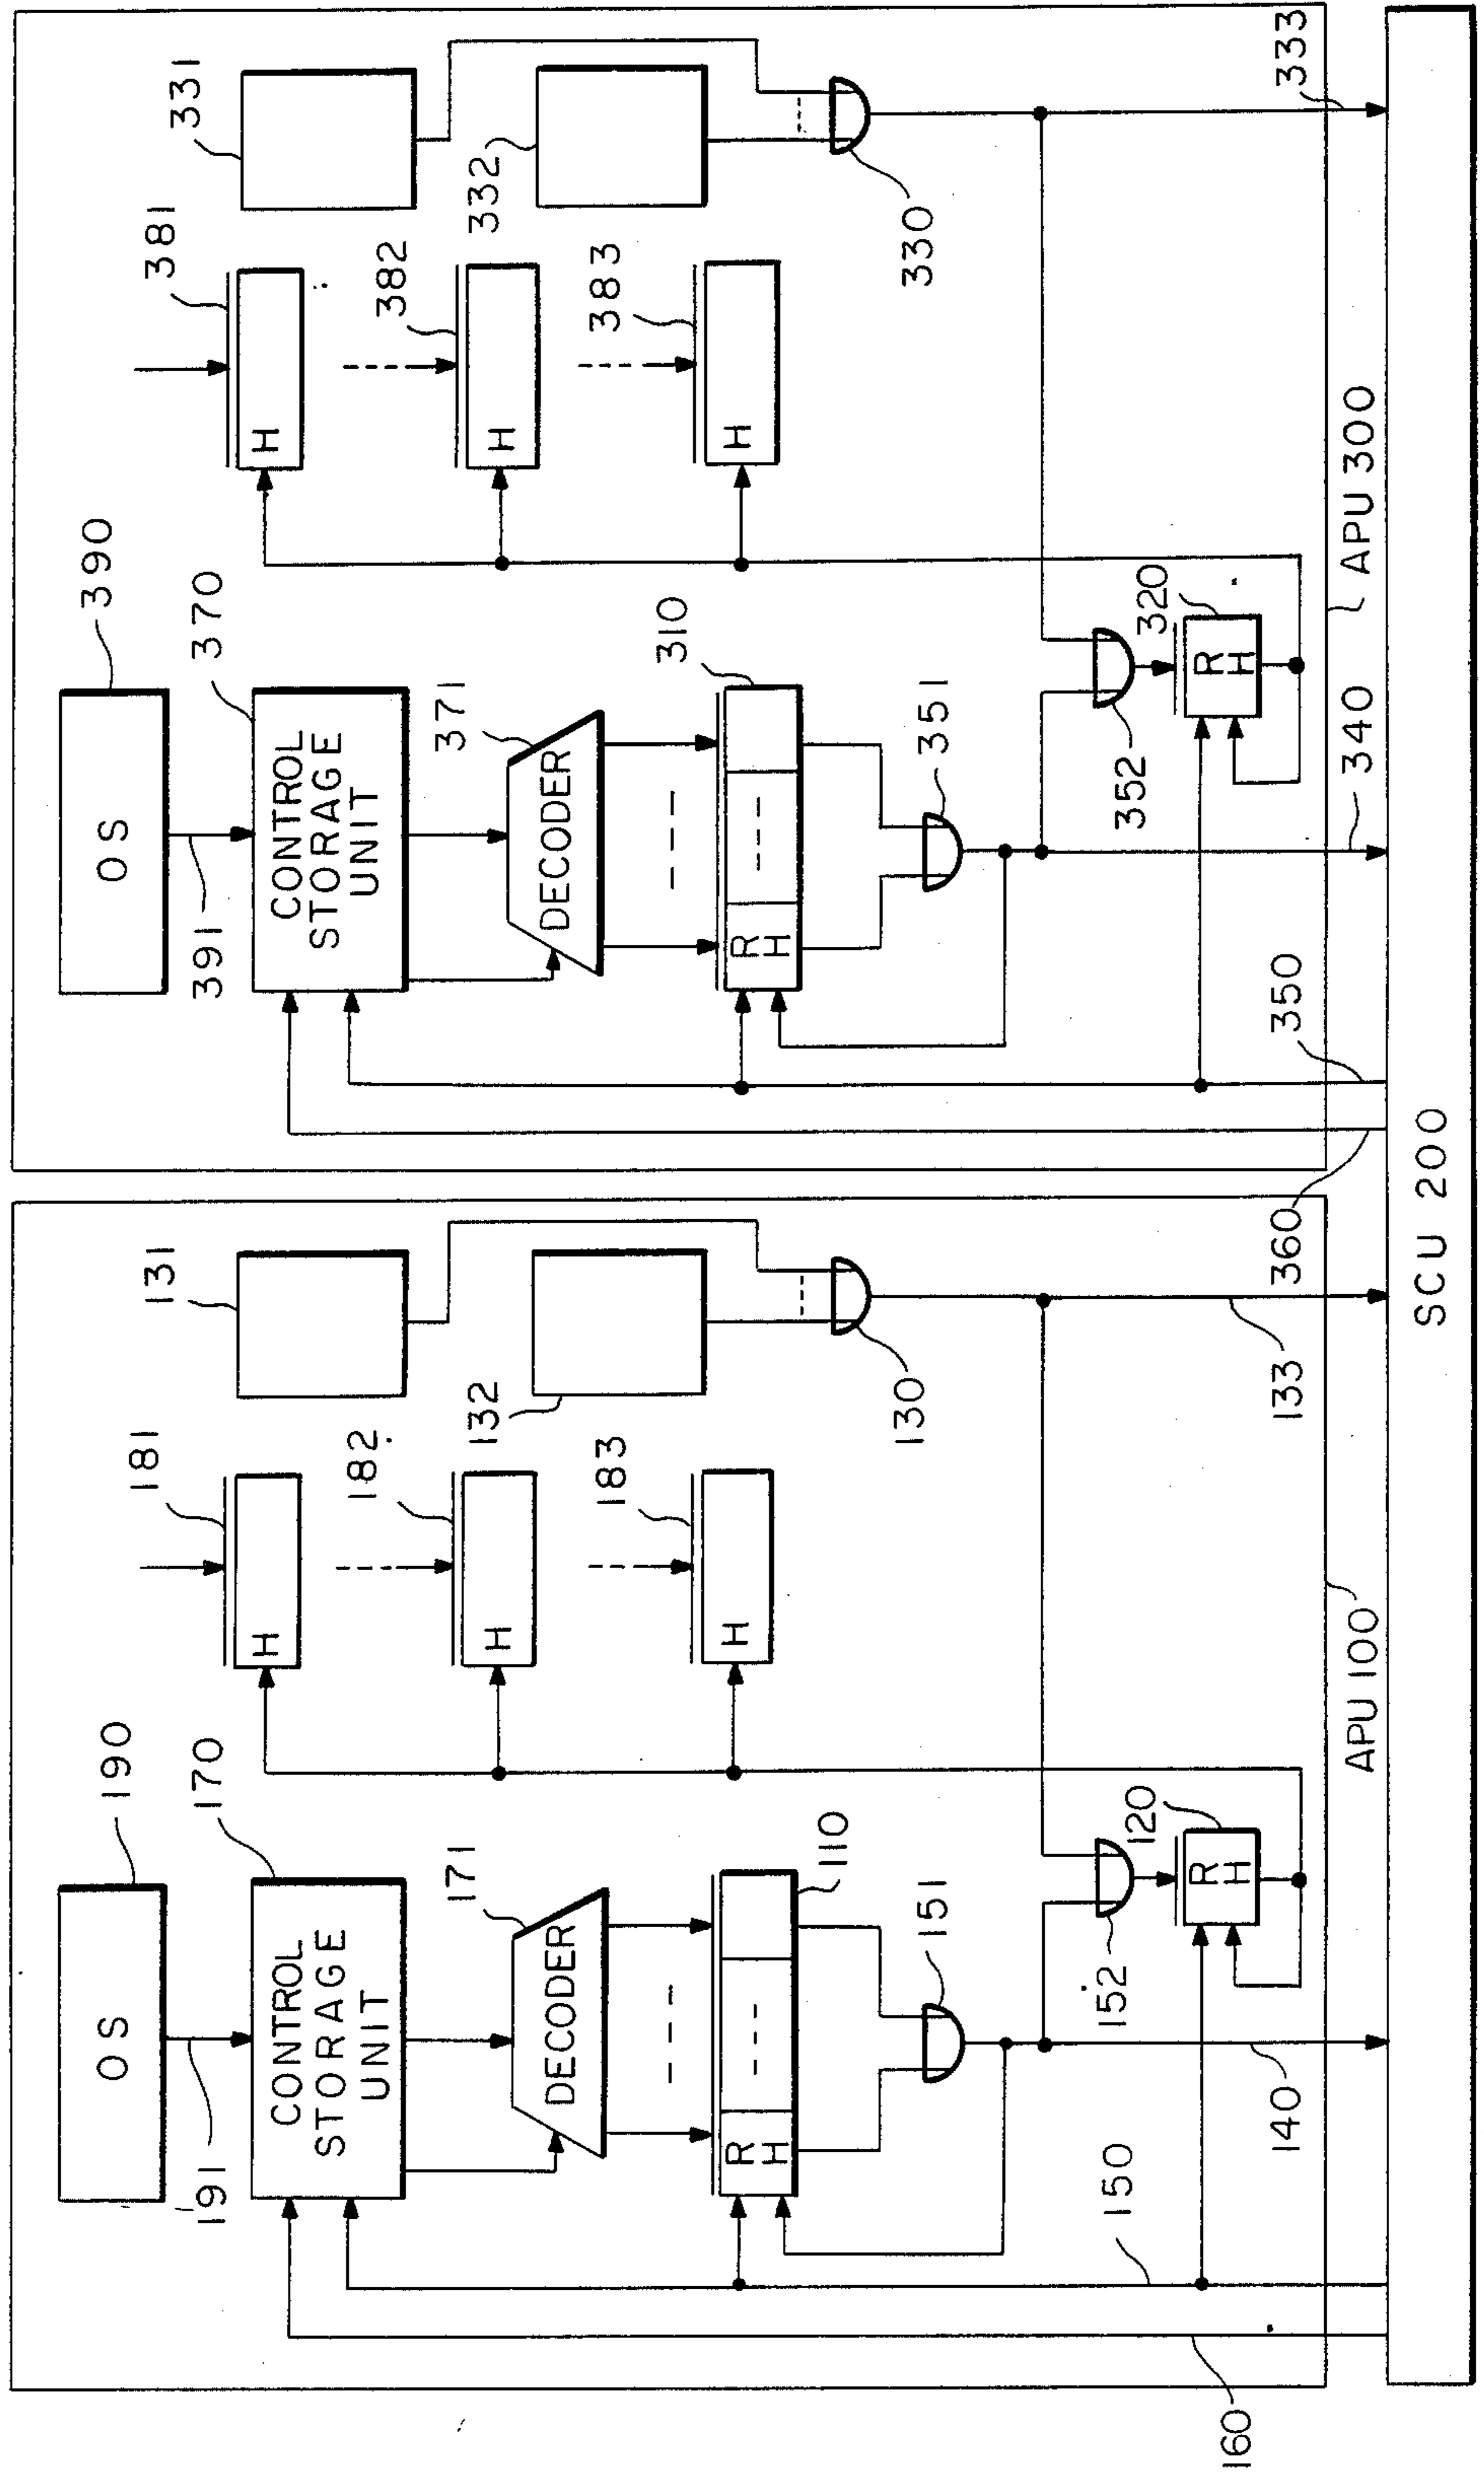 190
OS
191
170
CONTROL
STORAGE
UNIT
171
DECODER
110
R
H
151
152
120
R
H
181
H
182
H
183
H
131
132
130
133
140
150
160
APU 100
390
OS
391
370
CONTROL
STORAGE
UNIT
371
DECODER
310
R
H
351
352
320
R
H
381
H
382
H
383
H
331
332
330
333
340
350
360
APU 300
SCU 200